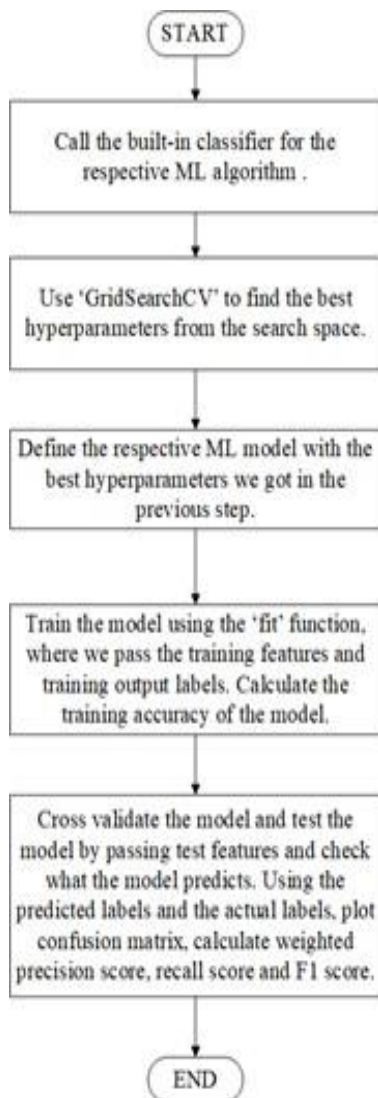 START
Call the built-in classifier for the
respective ML algorithm .
Use ‘GridSearchCV’ to find the best
hyperparameters from the search space.
Define the respective ML model with the
best hyperparameters we got in the
previous step.
Train the model using the ‘fit’ function,
where we pass the training features and
training output labels. Calculate the
training accuracy of the model.
Cross validate the model and test the
model by passing test features and check
what the model predicts. Using the
predicted labels and the actual labels, plot
confusion matrix, calculate weighted
precision score, recall score and F1 score.
END